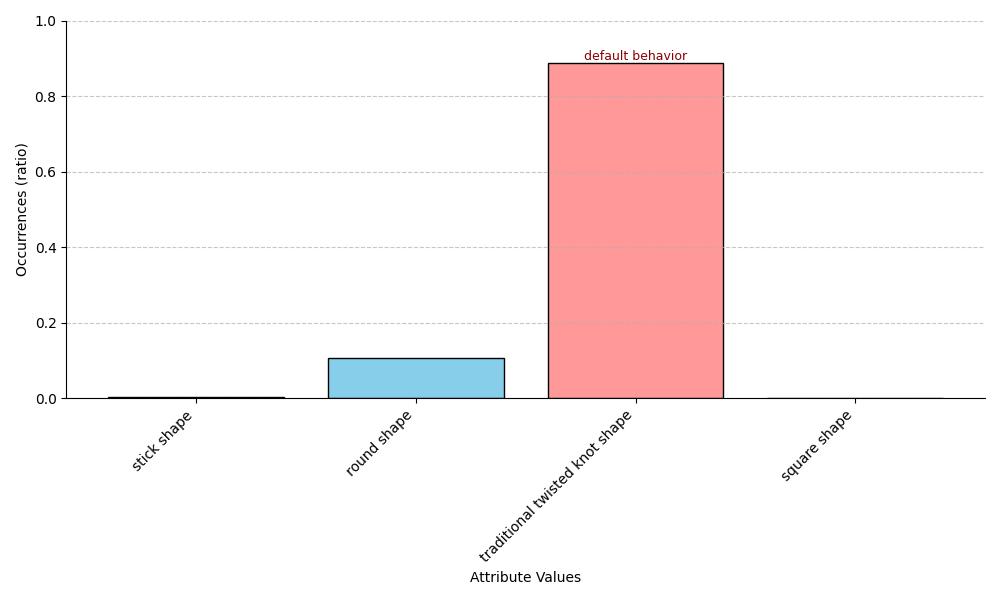 1.0
default behavior
0.8
0.6
0.4
0.2
0.0
Occurrences (ratio)
stick shape
round shape
traditional twisted knot shape
square shape
Attribute Values